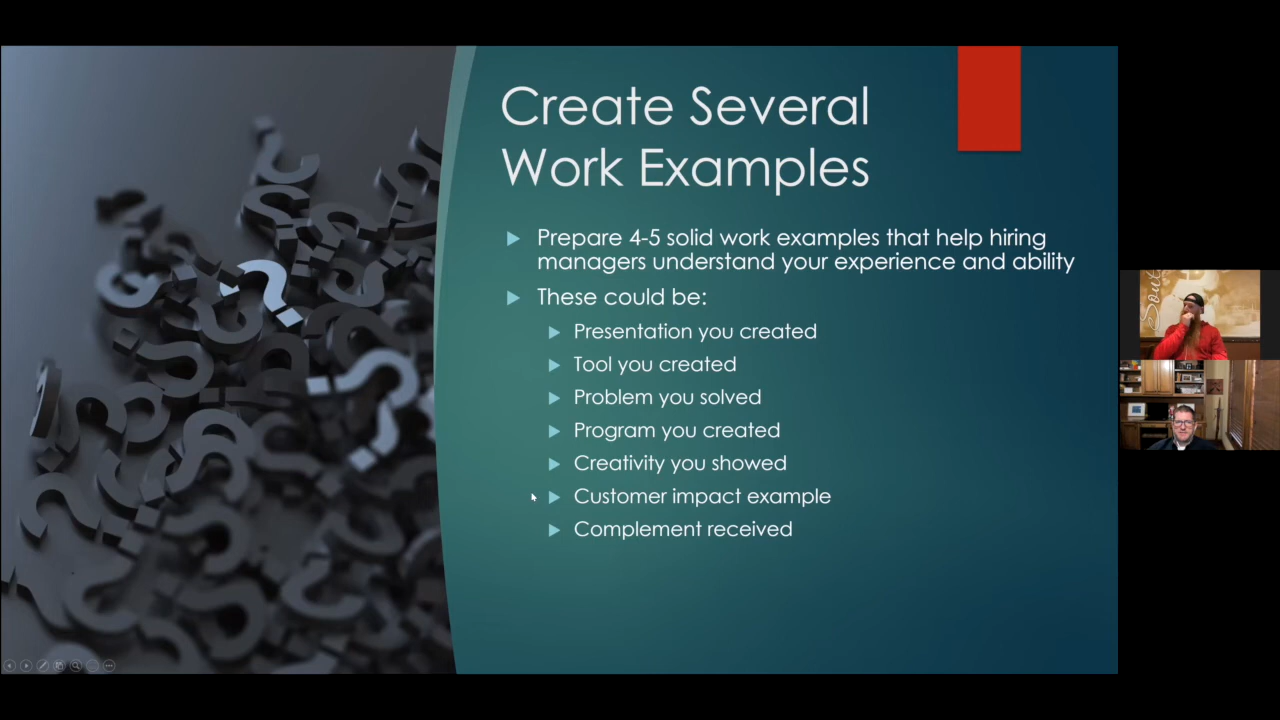 Create Several
Work Examples
Prepare 4-5 solid work examples that help hiring
managers understand your experience and ability
These could be:
Presentation you created
Tool you created
Problem you solved
Program you created
Creativity you showed
Customer impact example
Complement received
Sout